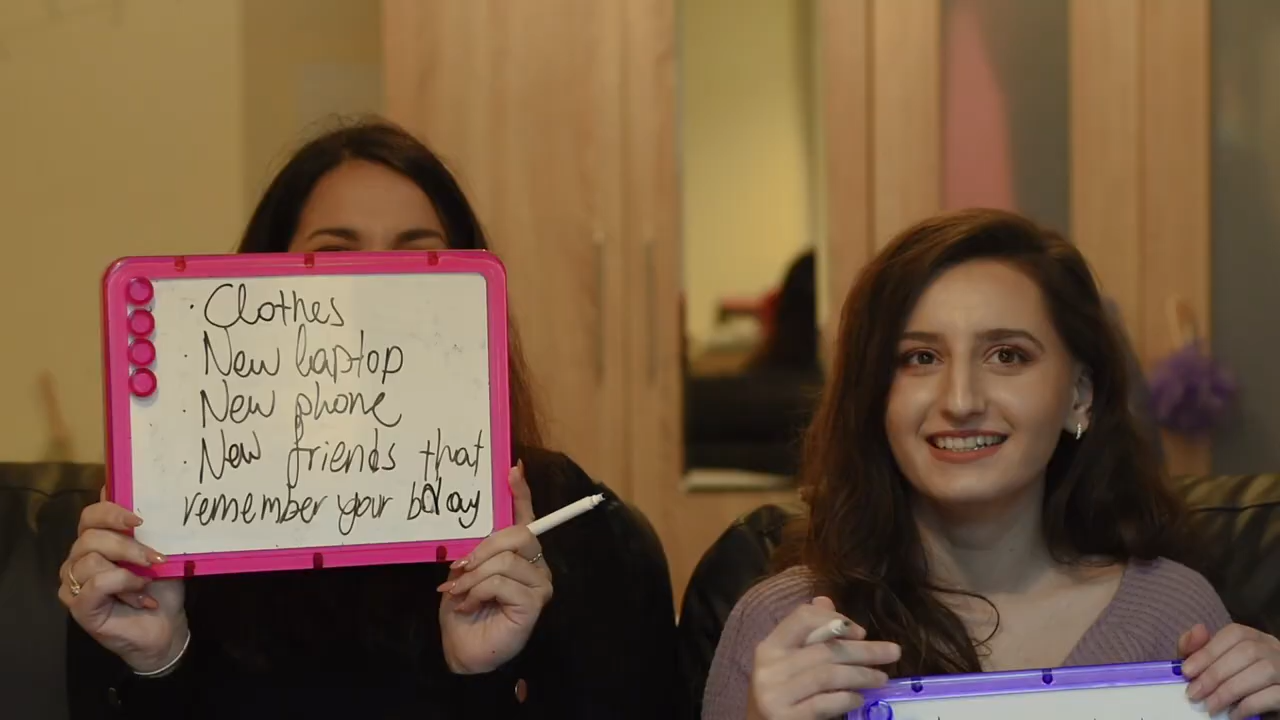 · Clothes
· New laptop
· New phone
· New friends that
remember your bday